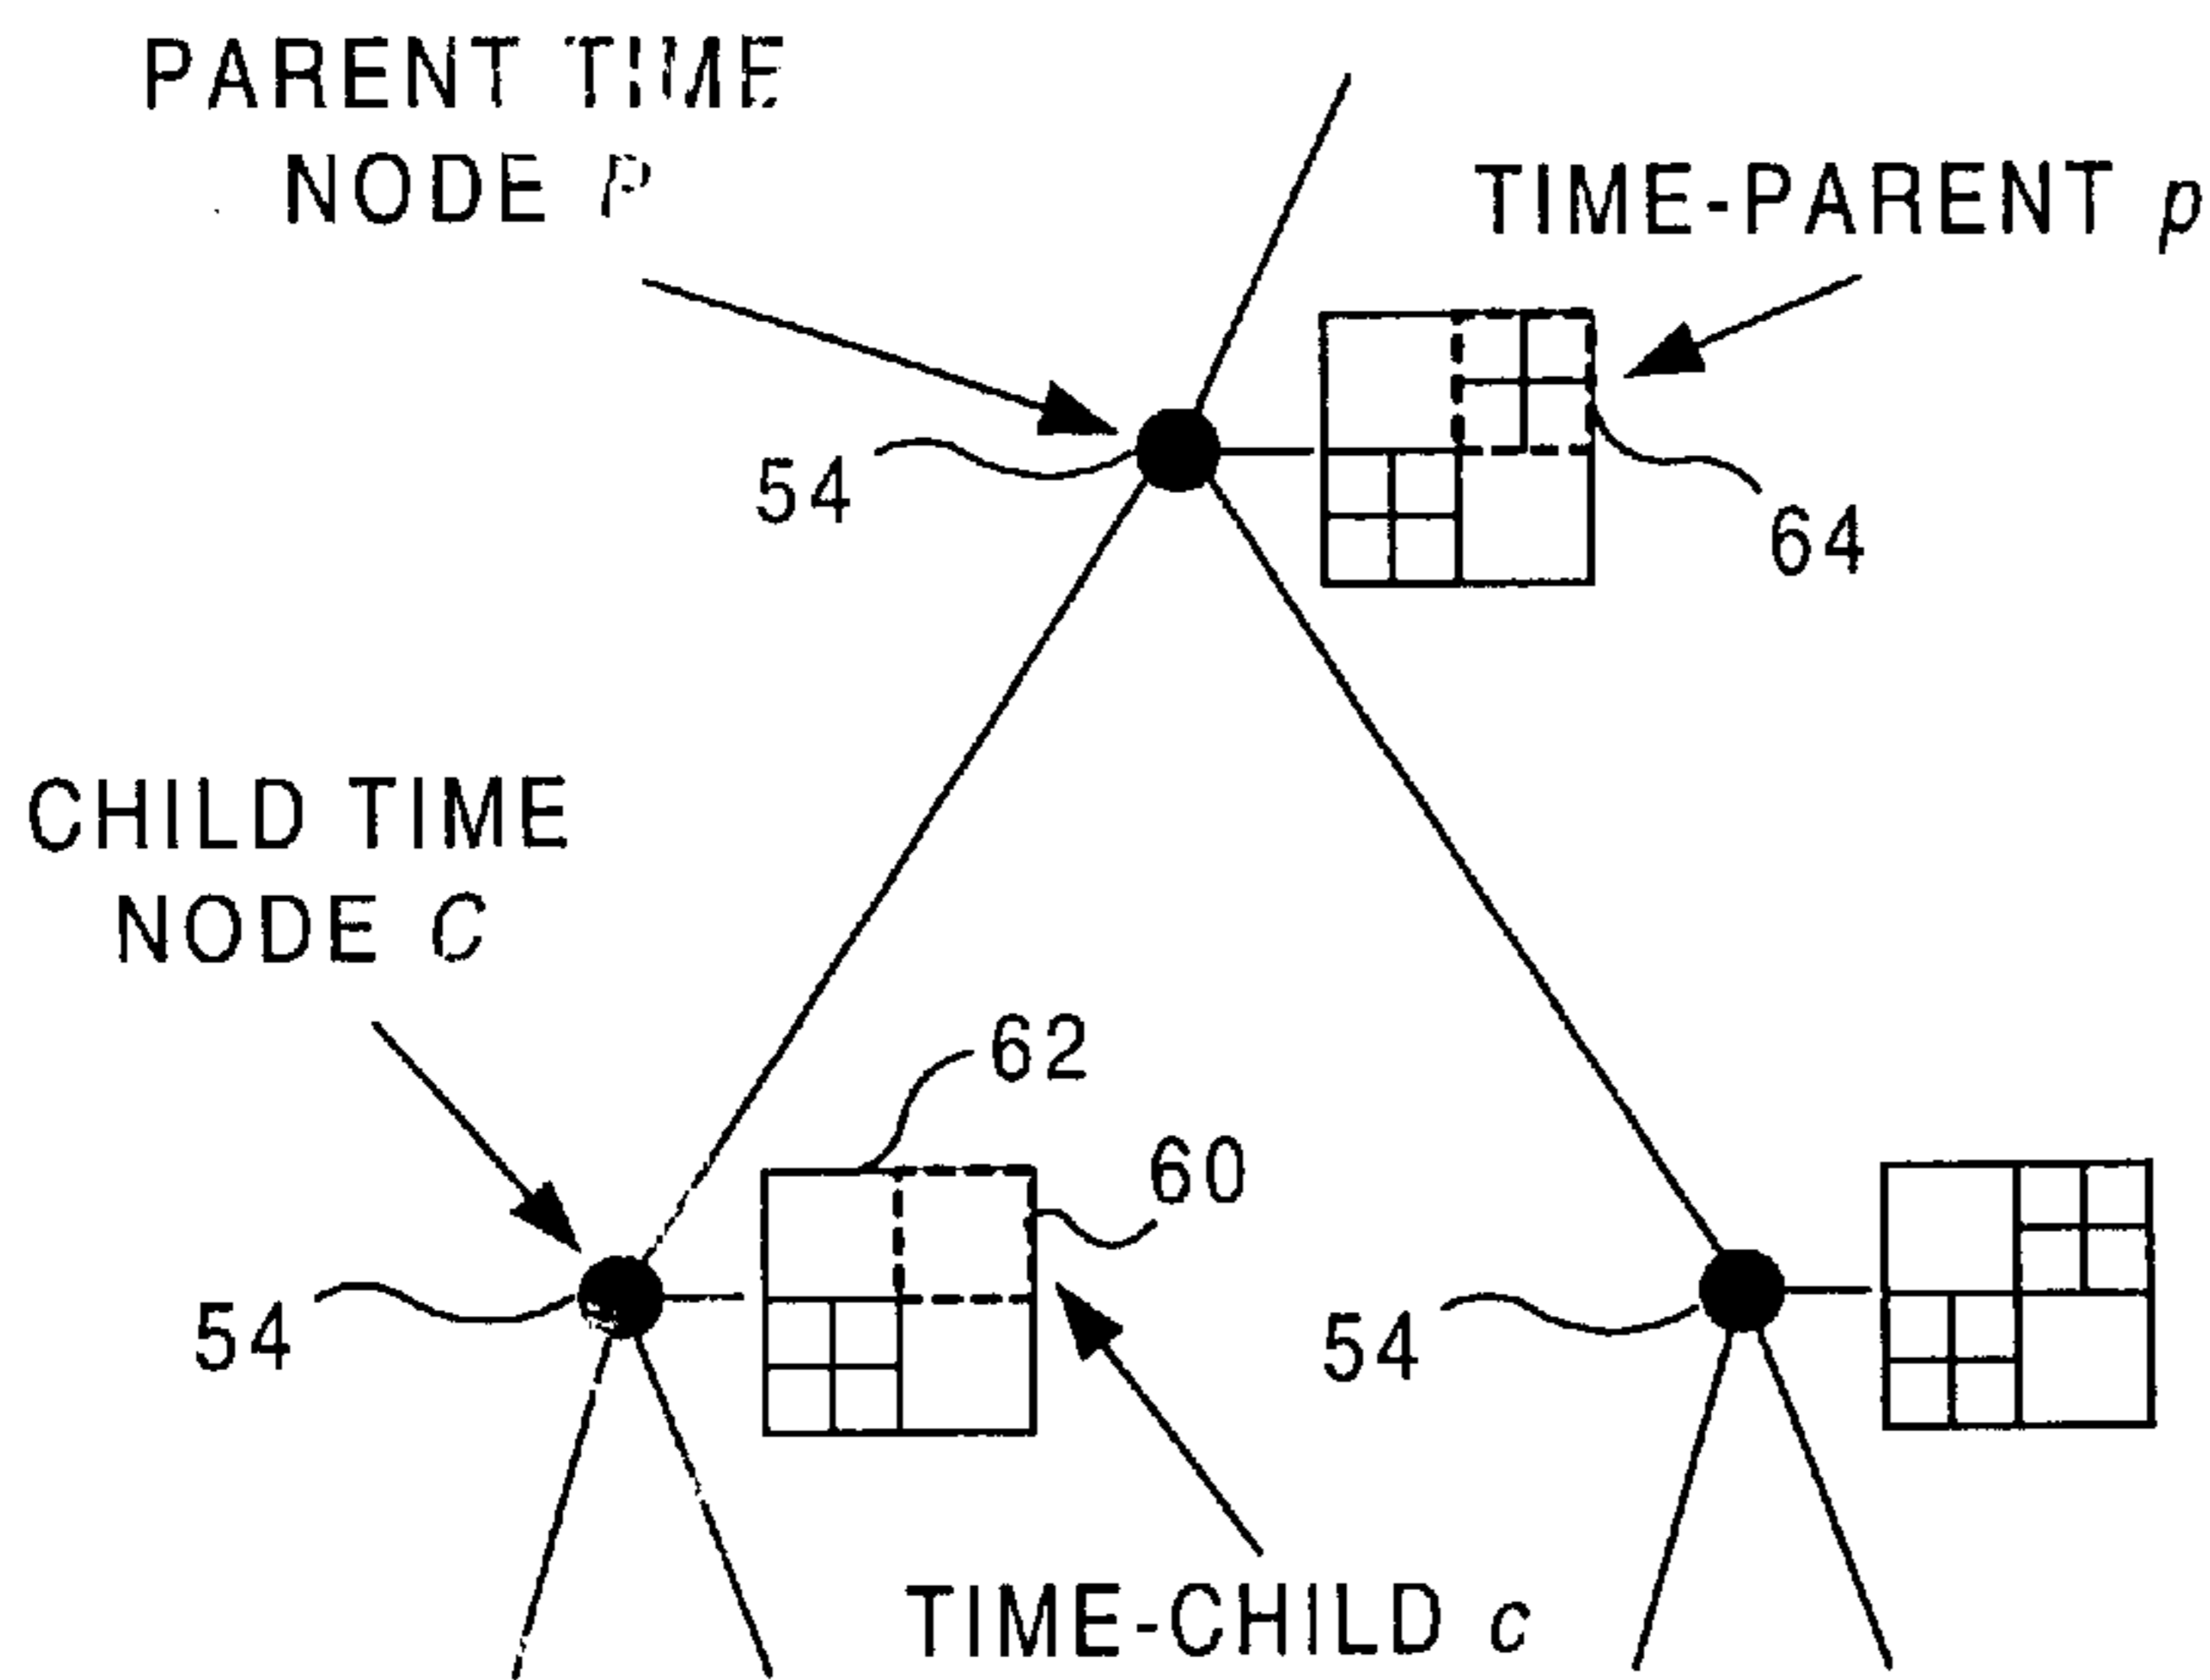 PARENT TIME
NODE P
TIME-PARENT p
54
64
CHILD TIME
NODE C
62
60
54
54
TIME-CHILD c